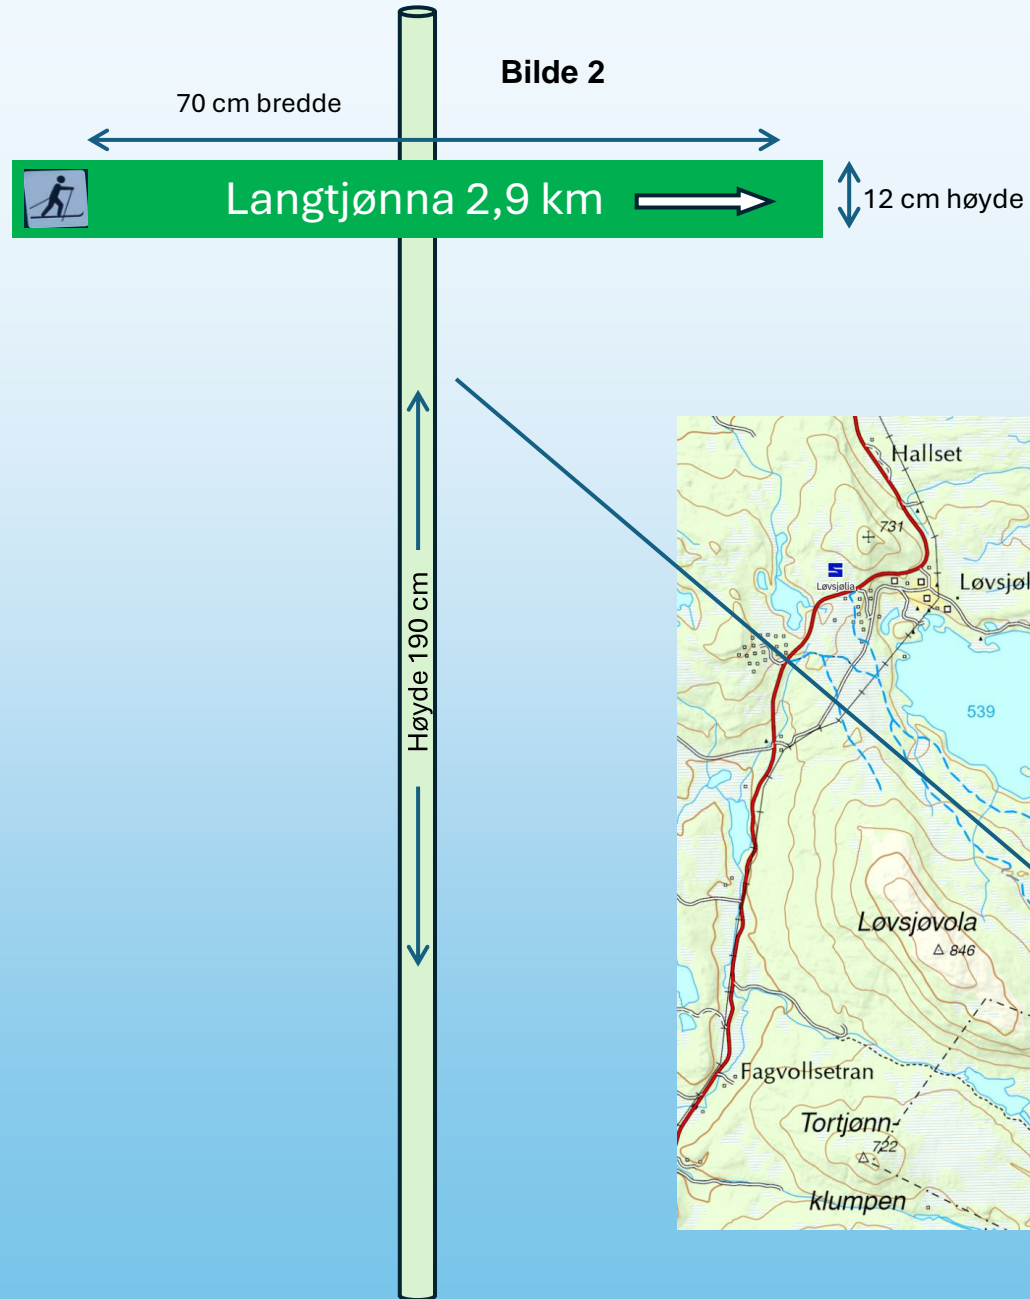 Bilde 2
70 cm bredde
Langtjønna 2,9 km
12 cm høyde
Høyde 190 cm
Hallset
731
Løvsjølia
Løvsjøl
539
Løvsjøvola
846
Fagvollsetran
Tortjønn-
722
klumpen